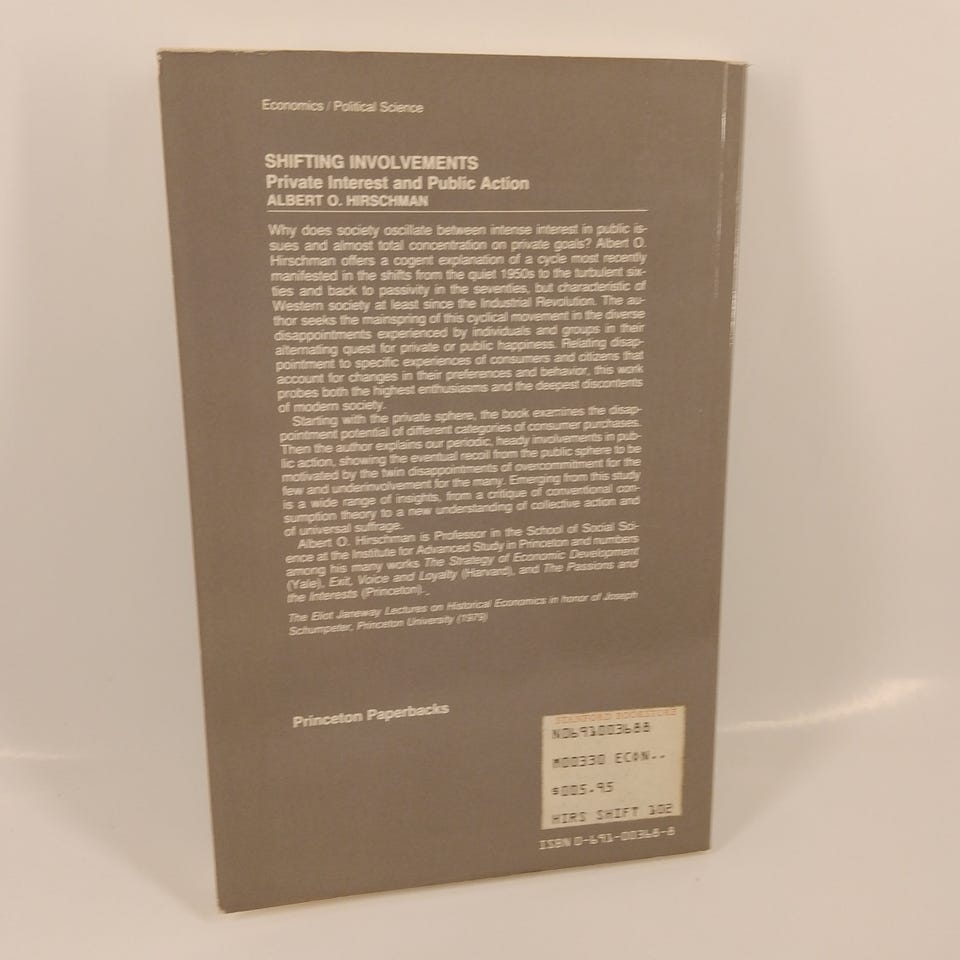 Economics / Political Science
SHIFTING INVOLVEMENTS
Private Interest and Public Action
ALBERT O. HIRSCHMAN
Why does society oscillate between intense interest in public is-
sues and almost total concentration on private goals? Albert O.
Hirschman offers a cogent explanation of a cycle most recently
manifested in the shifts from the quiet 1950s to the turbulent six-
ties and back to passivity in the seventies, but characteristic of
Western society at least since the Industrial Revolution. The au-
thor seeks the mainspring of this cyclical movement in the diverse
disappointments experienced by individuals and groups in their
alternating quest for private or public happiness. Relating disap-
pointment to specific experiences of consumers and citizens that
account for changes in their preferences and behavior, this work
probes both the highest enthusiasms and the deepest discontents
of modern society.
Starting with the private sphere, the book examines the disap-
pointment potential of different categories of consumer purchases.
Then the author explains our periodic, heady involvements in pub-
lic action, showing the eventual recoil from the public sphere to be
motivated by the twin disappointments of overcommitment for the
few and underinvolvement for the many. Emerging from this study
is a wide range of insights, from a critique of conventional con-
sumption theory to a new understanding of collective action and
of universal suffrage.
Albert O. Hirschman is Professor in the School of Social Sci-
ence at the Institute for Advanced Study in Princeton and numbers
among his many works The Strategy of Economic Development
(Yale), Exit, Voice and Loyalty (Harvard), and The Passions and
the Interests (Princeton).
The Eliot Janeway Lectures on Historical Economics in honor of Joseph
Schumpeter, Princeton University (1979)
Princeton Paperbacks
STANFORD BOOKSTORE
N0691003688
M00330 ECON..
$005.95
HIRS SHIFT 102
ISBN 0-691-00368-8